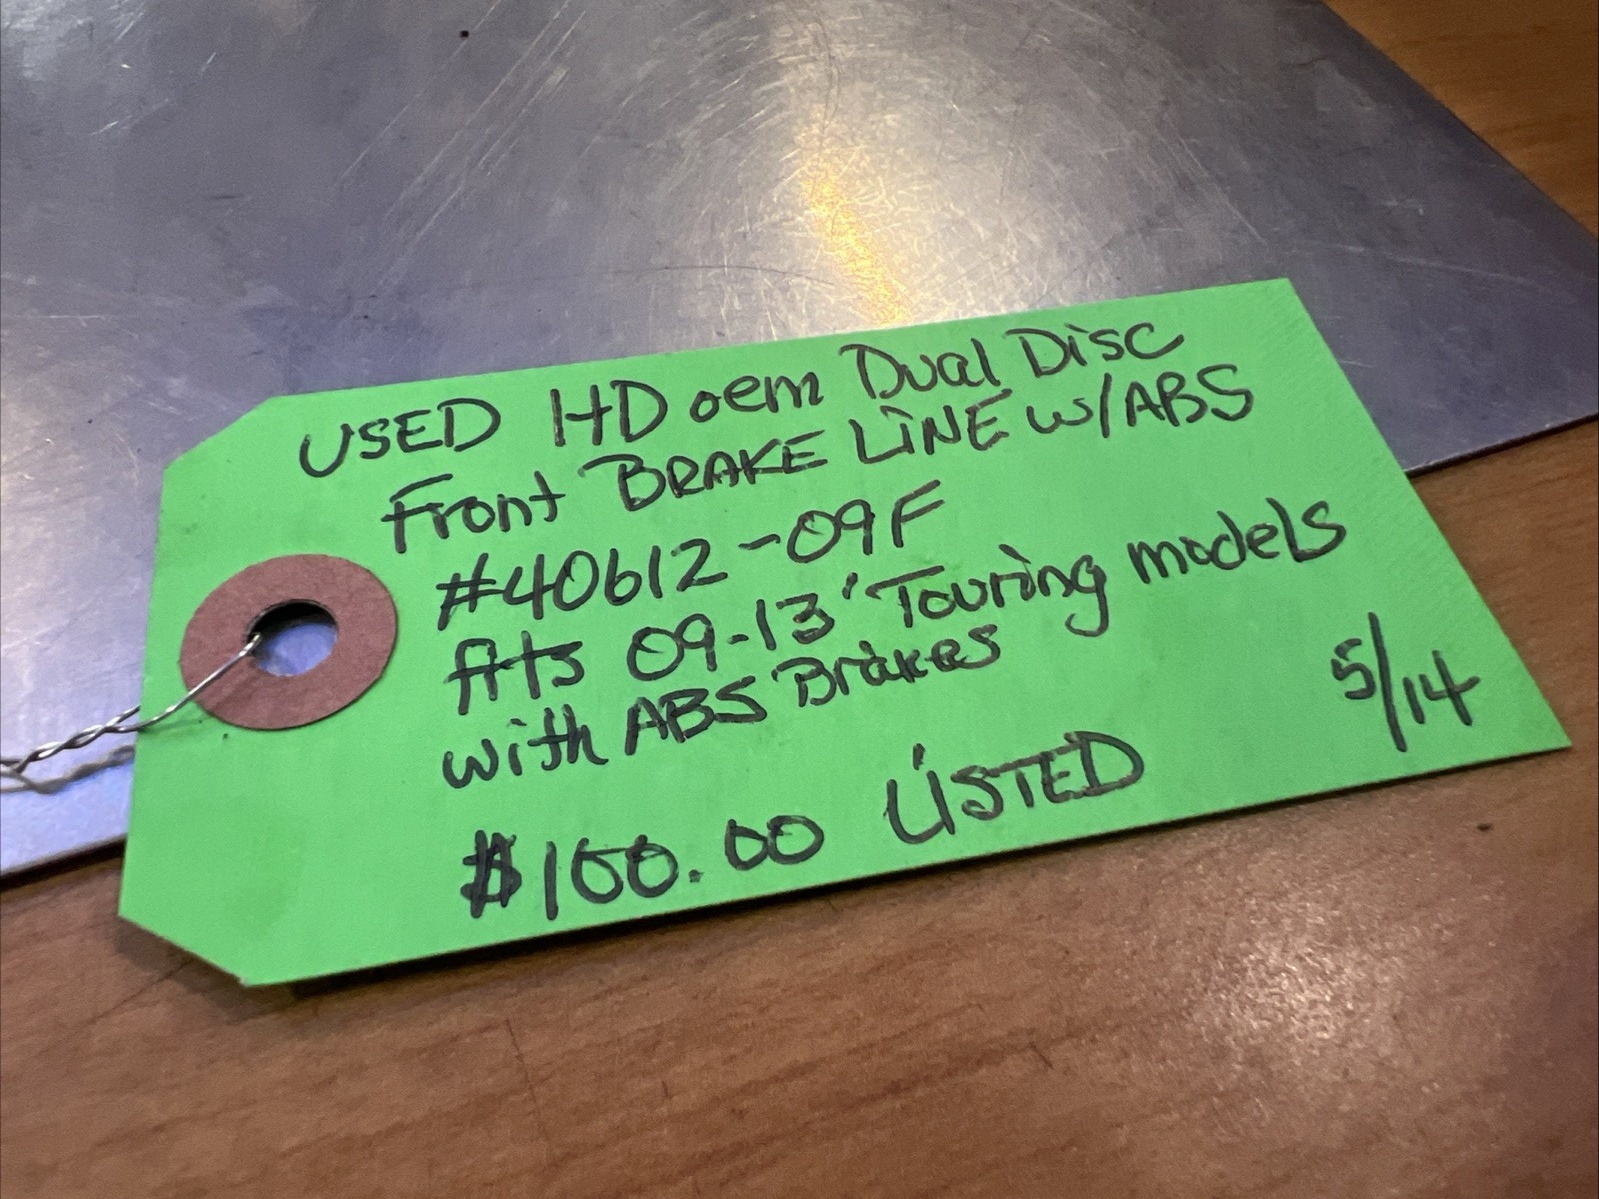 USED HD oem Dual Disc
Front BRAKE LINE W/ABS
#40612-09F
fits 09-13' Touring models
with ABS Brakes
5/14
$100.00 LISTED